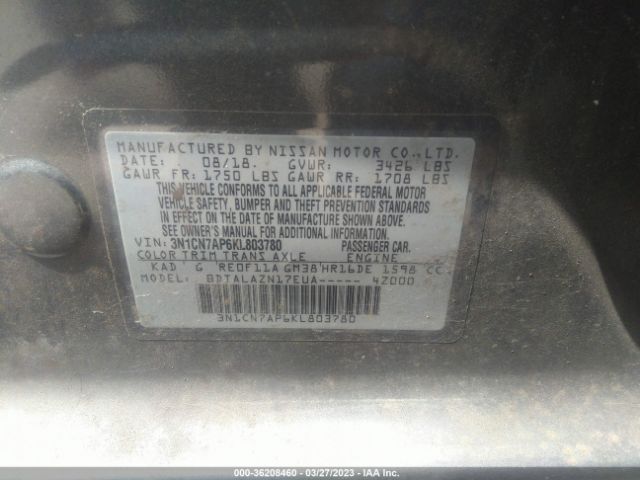 MANUFACTURED BY NISSAN MOTOR CO., LTD.
DATE: 08/18. GVWR: 3426 LBS
GAWR FR: 1750 LBS GAWR RR: 1708 LBS
THIS VEHICLE CONFORMS TO ALL APPLICABLE FEDERAL MOTOR
VEHICLE SAFETY, BUMPER AND THEFT PREVENTION STANDARDS
IN EFFECT ON THE DATE OF MANUFACTURE SHOWN ABOVE.
SEE OWNER'S MANUAL FOR ADDITIONAL INFORMATION.
VIN: 3N1CN7AP6KL803780 PASSENGER CAR.
COLOR TRIM TRANS AXLE ENGINE
KAD G RE0F11A GM38 HR16DE 1598 CC
MODEL: BDTALAZN17EUA----- 4Z000
3N1CN7AP6KL803780
000-36208460 - 03/27/2023 - IAA Inc.